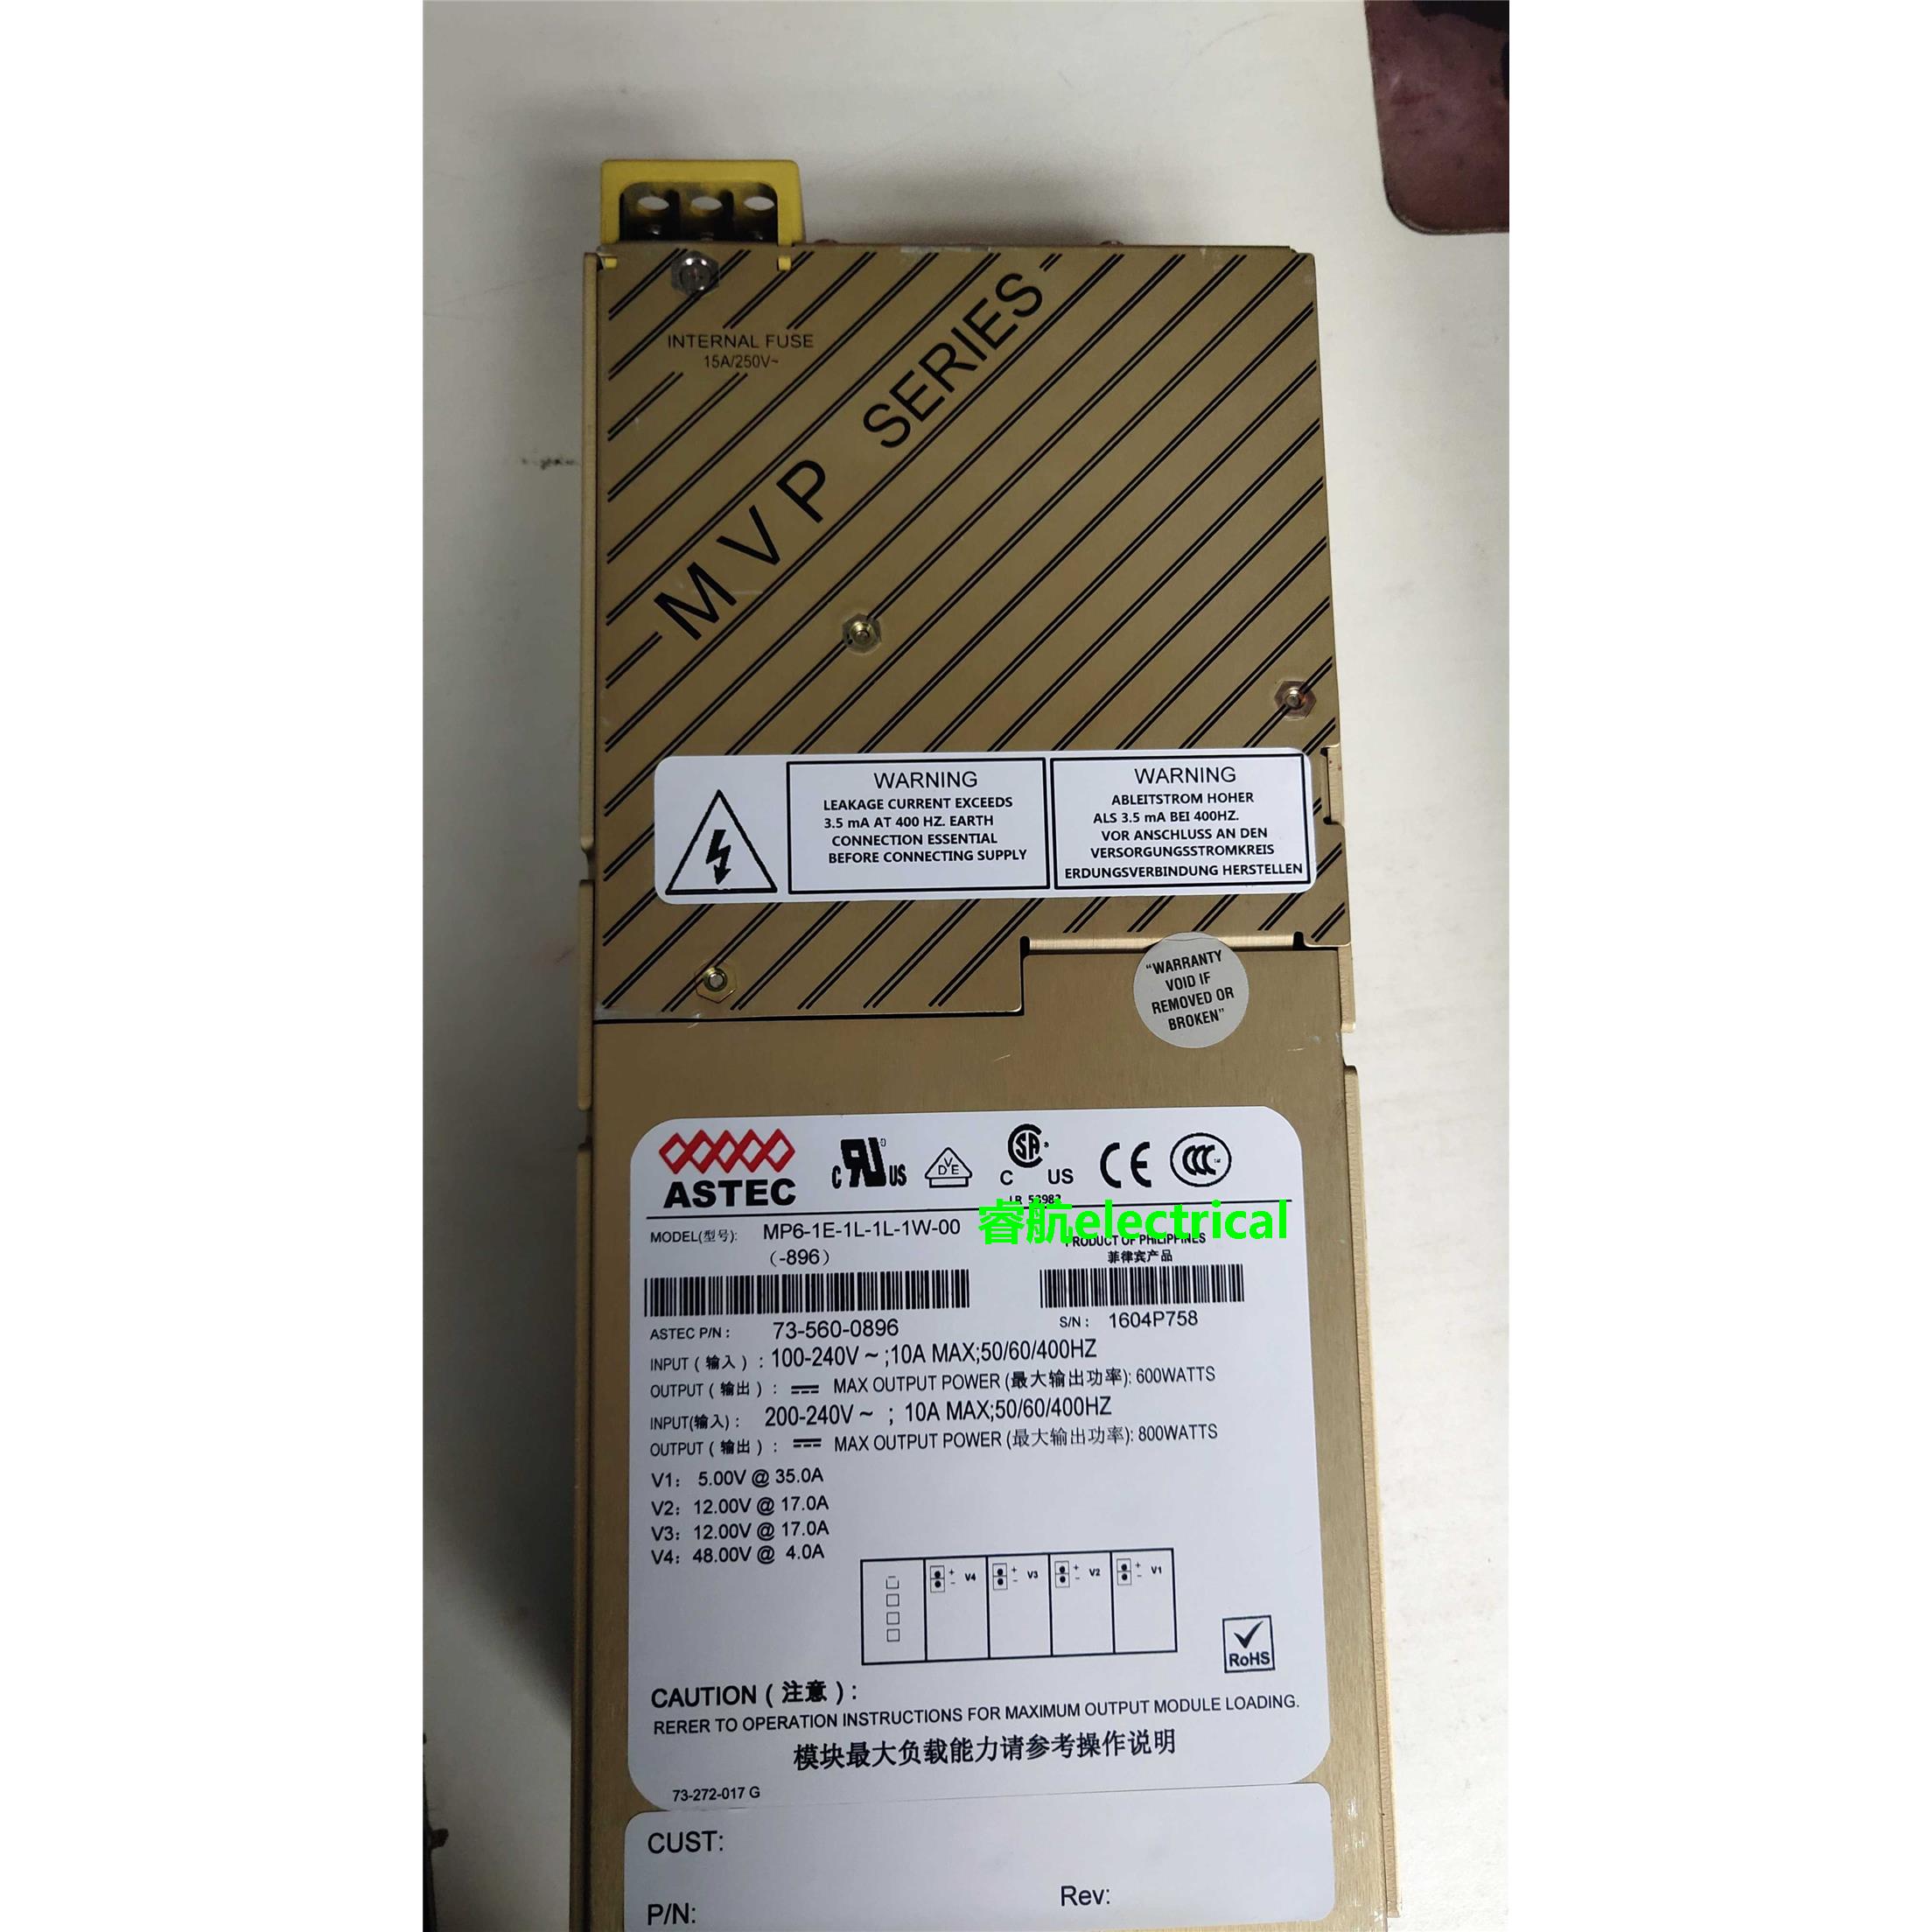 INTERNAL FUSE
15A/250V~
MVP SERIES
WARNING
LEAKAGE CURRENT EXCEEDS
3.5 mA AT 400 HZ. EARTH
CONNECTION ESSENTIAL
BEFORE CONNECTING SUPPLY
WARNING
ABLEITSTROM HOHER
ALS 3.5 mA BEI 400HZ.
VOR ANSCHLUSS AN DEN
VERSORGUNGSSTROMKREIS
ERDUNGSVERBINDUNG HERSTELLEN
"WARRANTY
VOID IF
REMOVED OR
BROKEN"
ASTEC
C RU US
VDE
SA
C US
LR 53982
CE
CCC
MODEL(型号): MP6-1E-1L-1L-1W-00
（-896）
睿航electrical
PRODUCT OF PHILIPPINES
菲律宾产品
ASTEC P/N： 73-560-0896
S/N： 1604P758
INPUT（输入）：100-240V ~ ;10A MAX;50/60/400HZ
OUTPUT（输出）： MAX OUTPUT POWER (最大输出功率): 600WATTS
INPUT(输入)： 200-240V ~ ; 10A MAX;50/60/400HZ
OUTPUT（输出）： MAX OUTPUT POWER (最大输出功率): 800WATTS
V1： 5.00V @ 35.0A
V2： 12.00V @ 17.0A
V3： 12.00V @ 17.0A
V4： 48.00V @ 4.0A
+ - V4 + - V3 + - V2 + - V1
RoHS
CAUTION（注意）:
RERER TO OPERATION INSTRUCTIONS FOR MAXIMUM OUTPUT MODULE LOADING.
模块最大负载能力请参考操作说明
73-272-017 G
CUST:
P/N:
Rev: